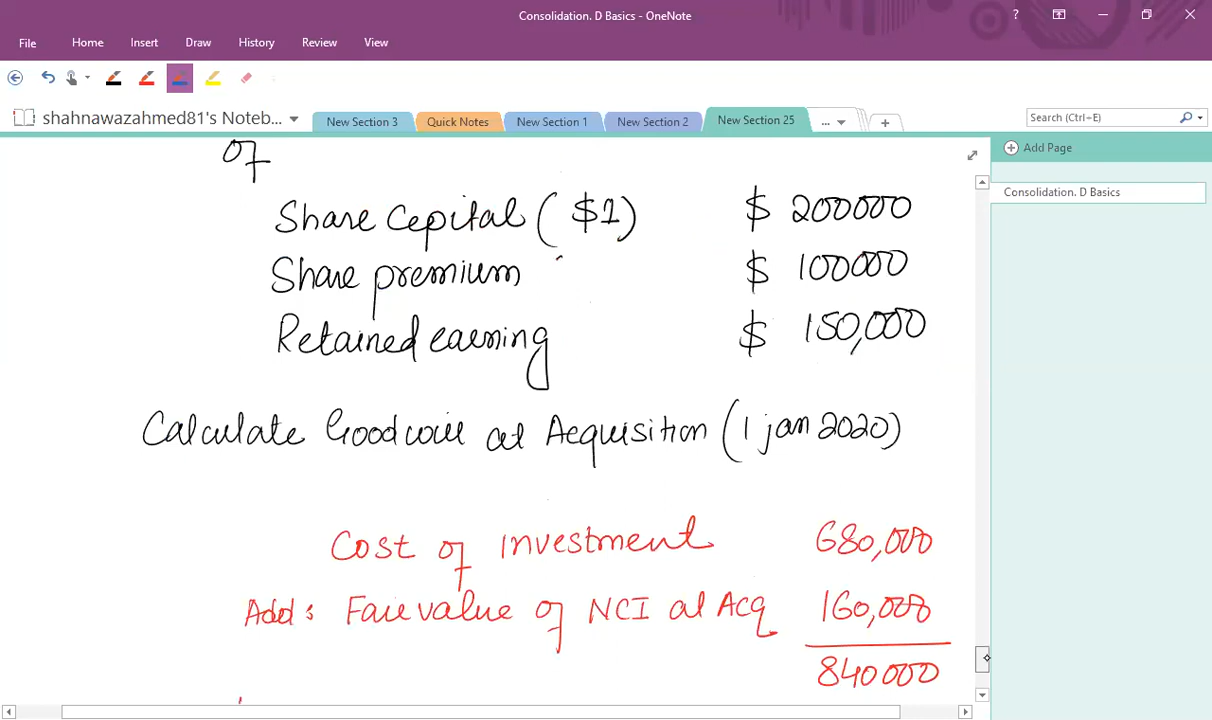 Consolidation. D Basics - OneNote
?
File Home Insert Draw History Review View
shahnawazahmed81's Noteb... New Section 3 Quick Notes New Section 1 New Section 2 New Section 25 ... Search (Ctrl+E)
Add Page
Consolidation. D Basics
of
Share Cepital ( $1) $ 200000
Share premium $ 100000
Retained earning $ 150,000
Calculate Goodwill at Acquisition (1 jan 2020)
Cost of investment 680,000
Add: Fair value of NCI at Acq 160,000
840000